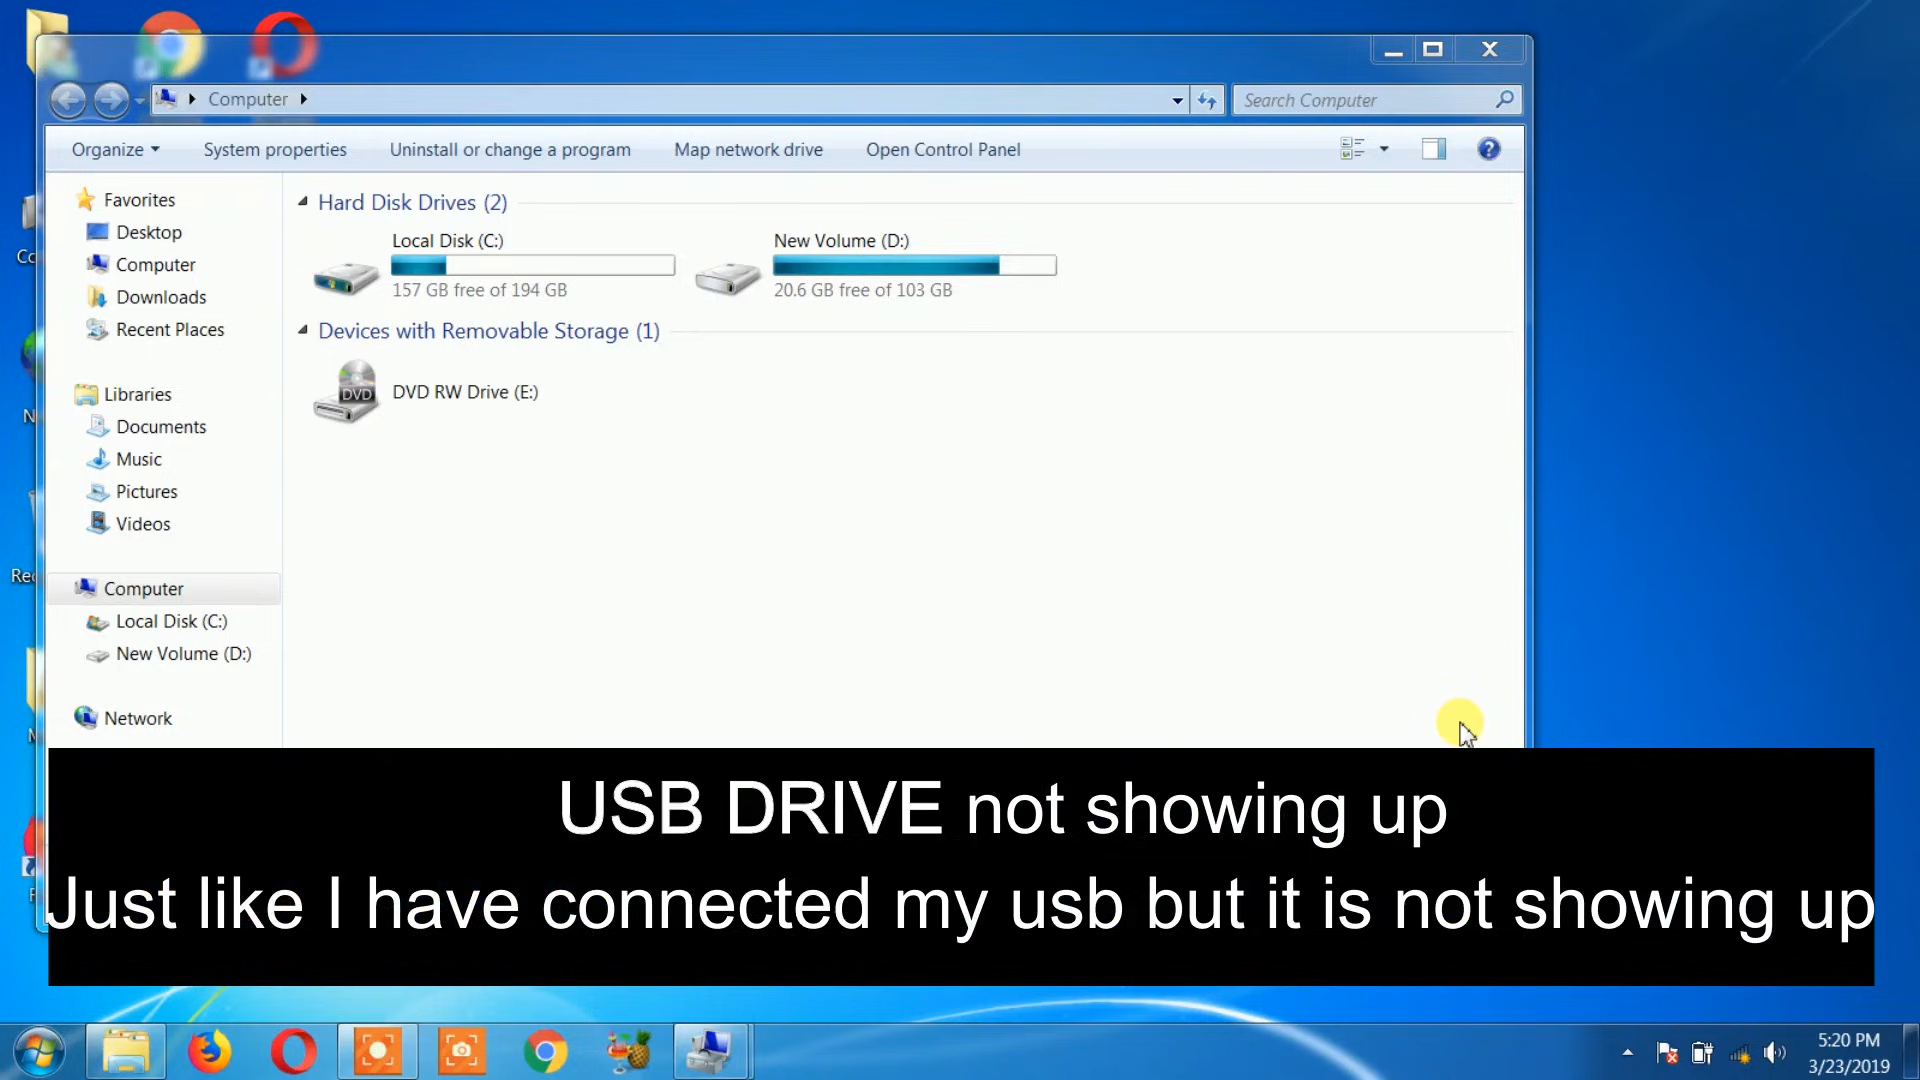 Computer
Search Computer
Organize
System properties
Uninstall or change a program
Map network drive
Open Control Panel
Favorites
Desktop
Computer
Downloads
Recent Places
Libraries
Documents
Music
Pictures
Videos
Computer
Local Disk (C:)
New Volume (D:)
Network
Hard Disk Drives (2)
Local Disk (C:)
157 GB free of 194 GB
New Volume (D:)
20.6 GB free of 103 GB
Devices with Removable Storage (1)
DVD
DVD RW Drive (E:)
USB DRIVE not showing up
Just like I have connected my usb but it is not showing up
5:20 PM
3/23/2019